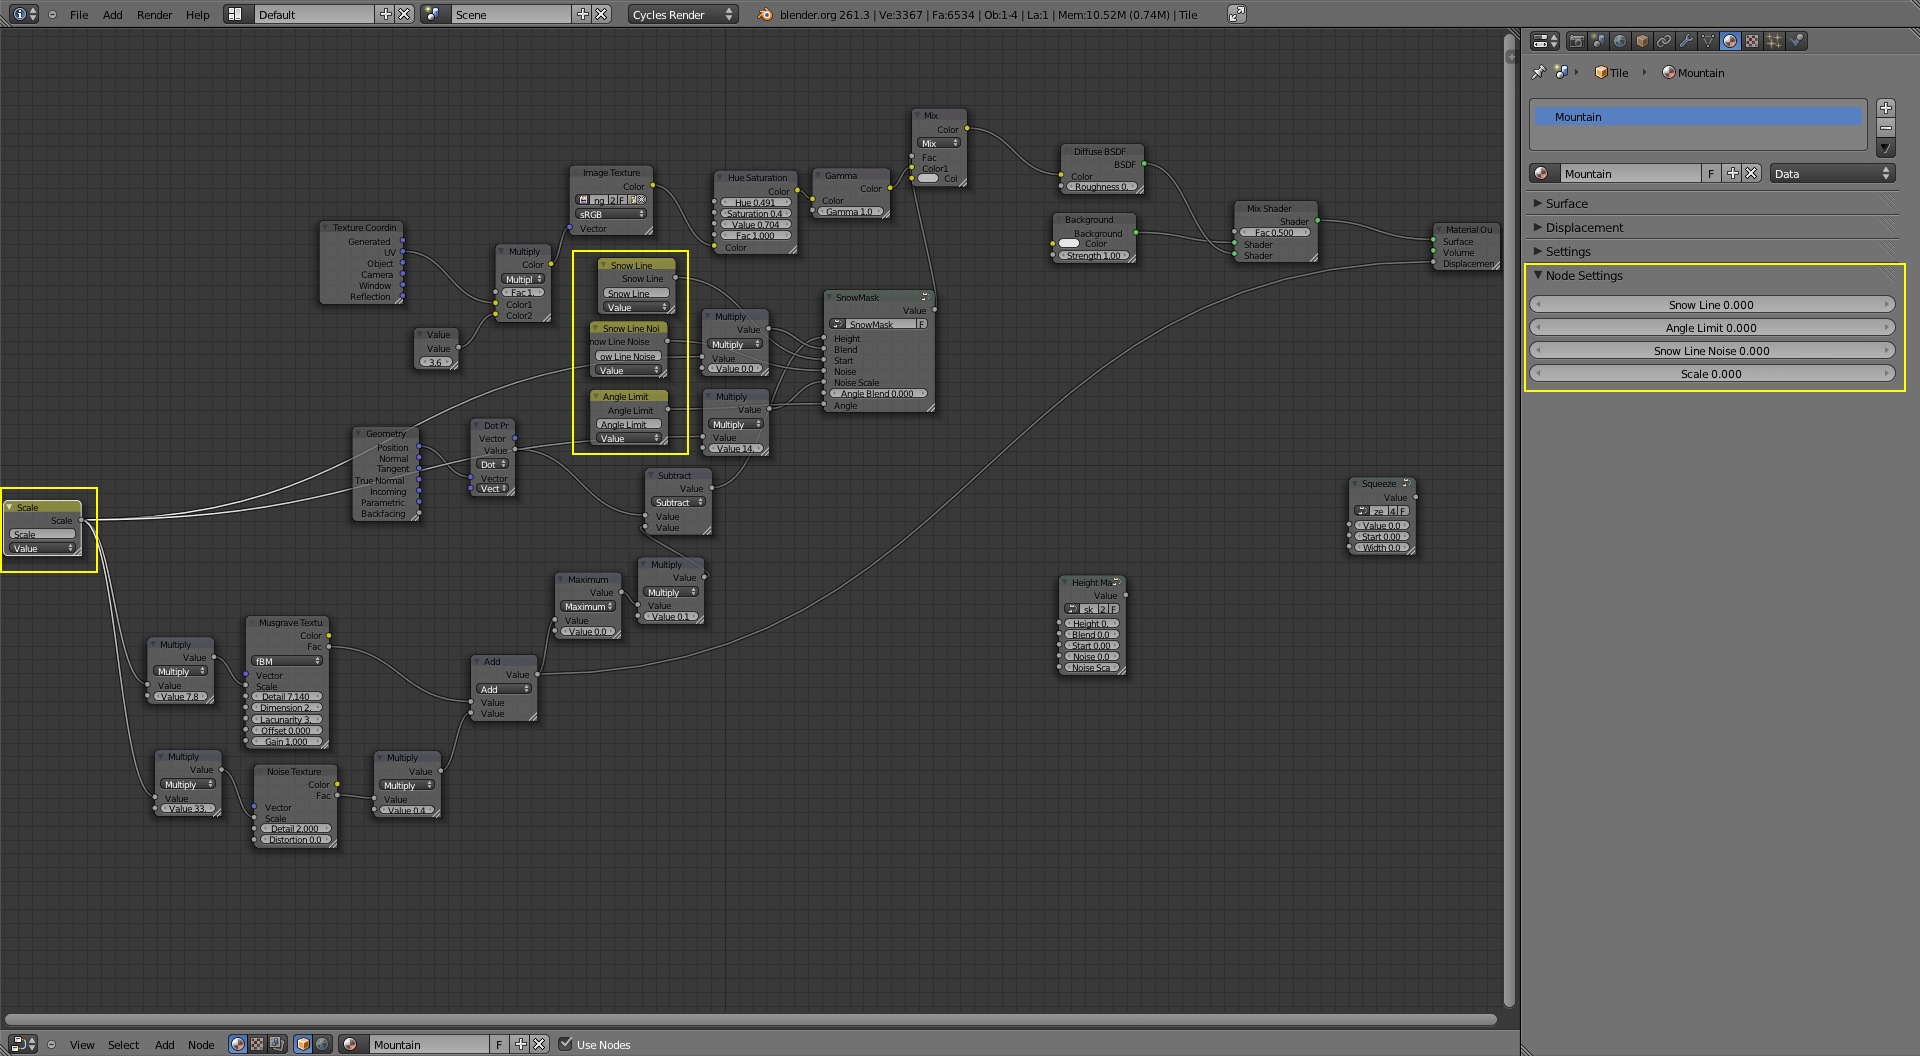 File Add Render Help Default Scene Cycles Render blender.org 261.3 | Ve:3367 | Fa:6534 | Ob:1-4 | La:1 | Mem:10.52M (0.74M) | Tile
Tile Mountain
Mountain
Mountain F Data
Surface
Displacement
Settings
Node Settings
Snow Line 0.000
Angle Limit 0.000
Snow Line Noise 0.000
Scale 0.000
Mix
Color
Mix
Fac
Color1
Col
Diffuse BSDF
BSDF
Color
Roughness 0.
Image Texture
Color
ng 2 F
sRGB
Vector
Hue Saturation
Color
Hue 0.491
Saturation 0.4
Value 0.704
Fac 1.000
Color
Gamma
Color
Color
Gamma 1.0
Background
Background
Color
Strength 1.00
Mix Shader
Shader
Fac 0.500
Shader
Shader
Material Ou
Surface
Volume
Displacemen
Texture Coordin
Generated
UV
Object
Camera
Window
Reflection
Multiply
Color
Multipl
Fac 1.
Color1
Color2
Value
Value
3.6
Snow Line
Snow Line
Snow Line
Value
Snow Line Noi
now Line Noise
ow Line Noise
Value
Angle Limit
Angle Limit
Angle Limit
Value
Multiply
Value
Multiply
Value
Value 0.0
Multiply
Value
Multiply
Value
Value 14.
SnowMask
Value
SnowMask F
Height
Blend
Start
Noise
Noise Scale
Angle Blend 0.000
Angle
Geometry
Position
Normal
Tangent
True Normal
Incoming
Parametric
Backfacing
Dot Pr
Vector
Value
Dot
Vector
Vect
Subtract
Value
Subtract
Value
Value
Scale
Scale
Scale
Value
Squeeze
Value
ze 4 F
Value 0.0
Start 0.00
Width 0.0
Maximum
Value
Maximum
Value
Value 0.0
Multiply
Value
Multiply
Value
Value 0.1
Height Ma
Value
sk 2 F
Height 0.
Blend 0.0
Start 0.00
Noise 0.0
Noise Sca
Multiply
Value
Multiply
Value
Value 7.8
Musgrave Textu
Color
Fac
fBM
Vector
Scale
Detail 7.140
Dimension 2.
Lacunarity 3.
Offset 0.000
Gain 1.000
Add
Value
Add
Value
Value
Multiply
Value
Multiply
Value
Value 33.
Noise Texture
Color
Fac
Vector
Scale
Detail 2.000
Distortion 0.0
Multiply
Value
Multiply
Value
Value 0.4
View Select Add Node Mountain F Use Nodes